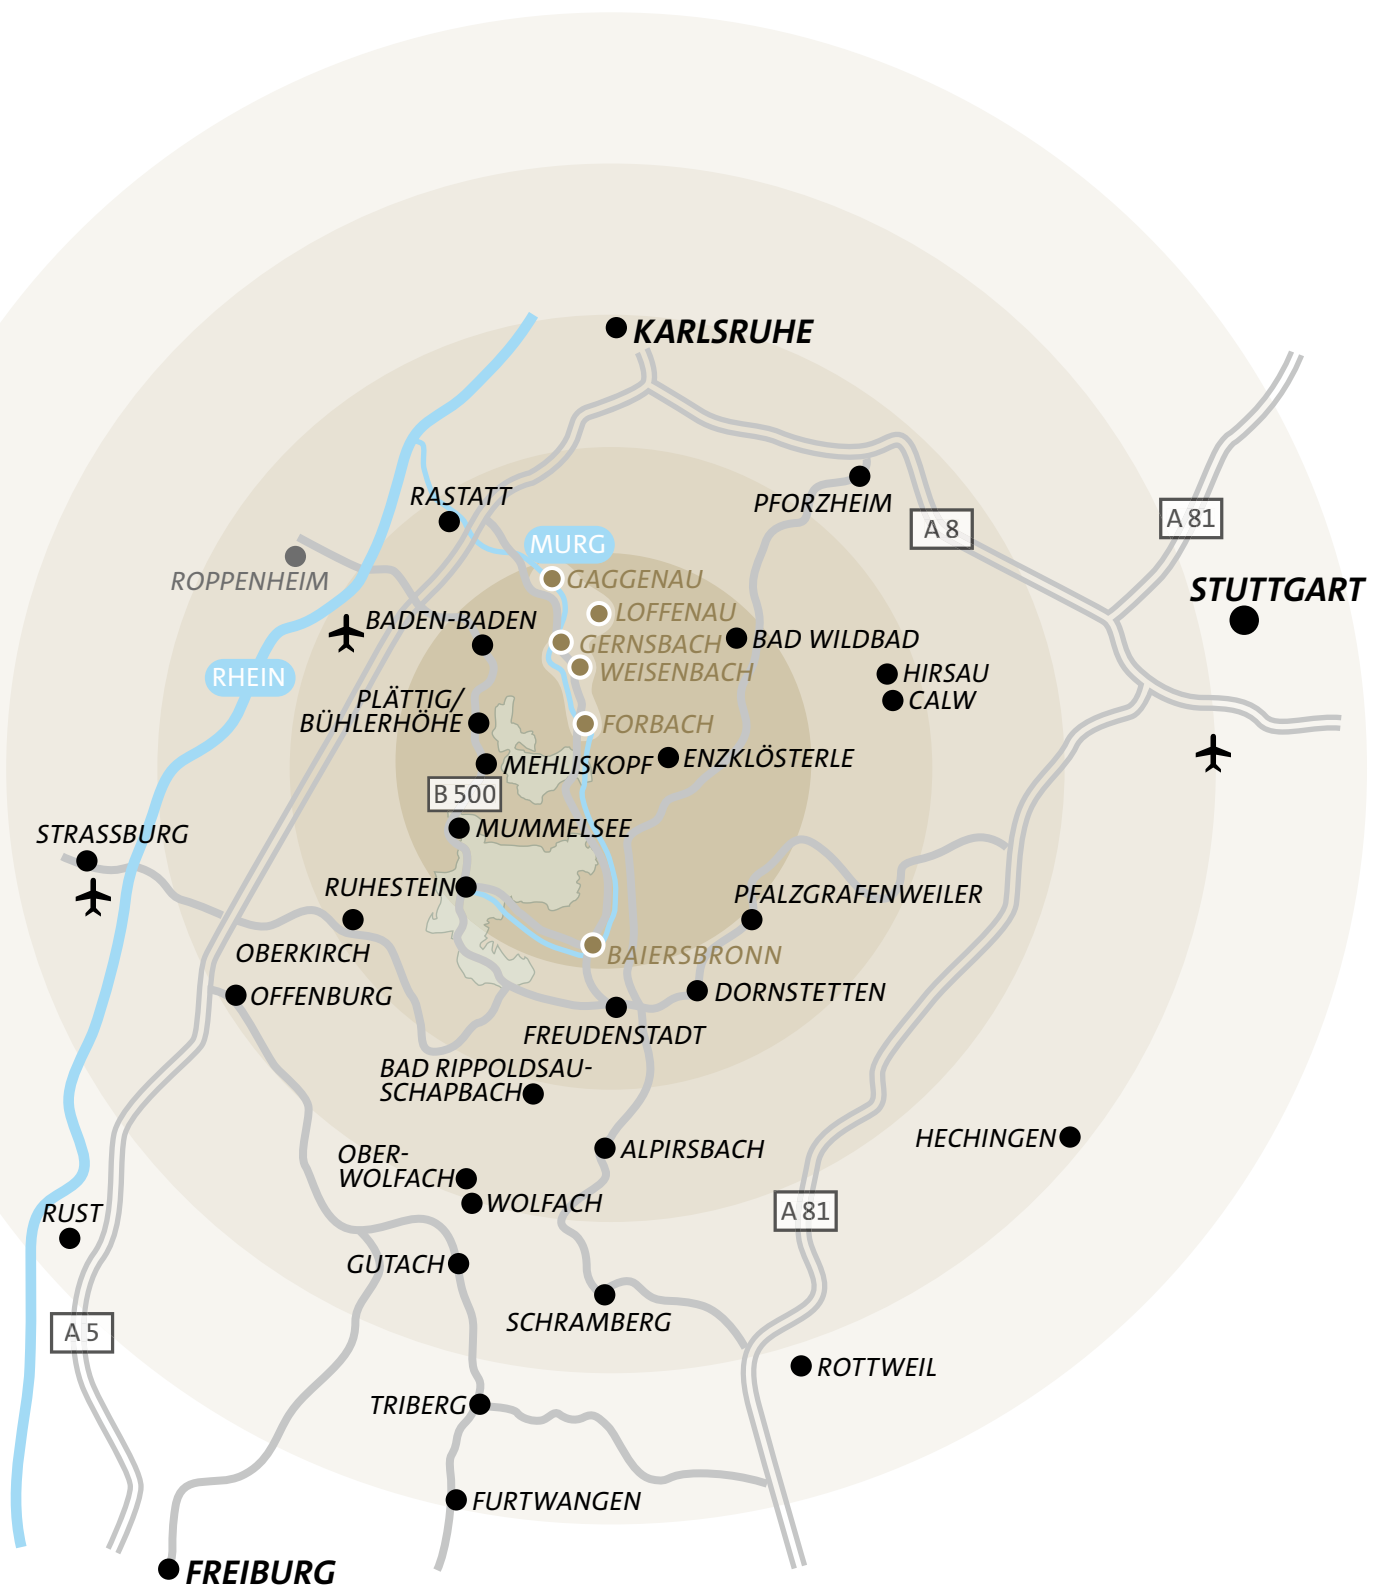 KARLSRUHE
RASTATT
PFORZHEIM
A 8
A 81
MURG
ROPPENHEIM
GAGGENAU
STUTTGART
LOFFENAU
BADEN-BADEN
GERNSBACH
BAD WILDBAD
WEISENBACH
HIRSAU
RHEIN
CALW
PLÄTTIG/
BÜHLERHÖHE
FORBACH
MEHLISKOPF
ENZKLÖSTERLE
B 500
MUMMELSEE
STRASSBURG
RUHESTEIN
PFALZGRAFENWEILER
OBERKIRCH
BAIERSBRONN
OFFENBURG
DORNSTETTEN
FREUDENSTADT
BAD RIPPOLDSAU-
SCHAPBACH
HECHINGEN
ALPIRSBACH
OBER-
WOLFACH
WOLFACH
RUST
A 81
GUTACH
SCHRAMBERG
A 5
ROTTWEIL
TRIBERG
FURTWANGEN
FREIBURG